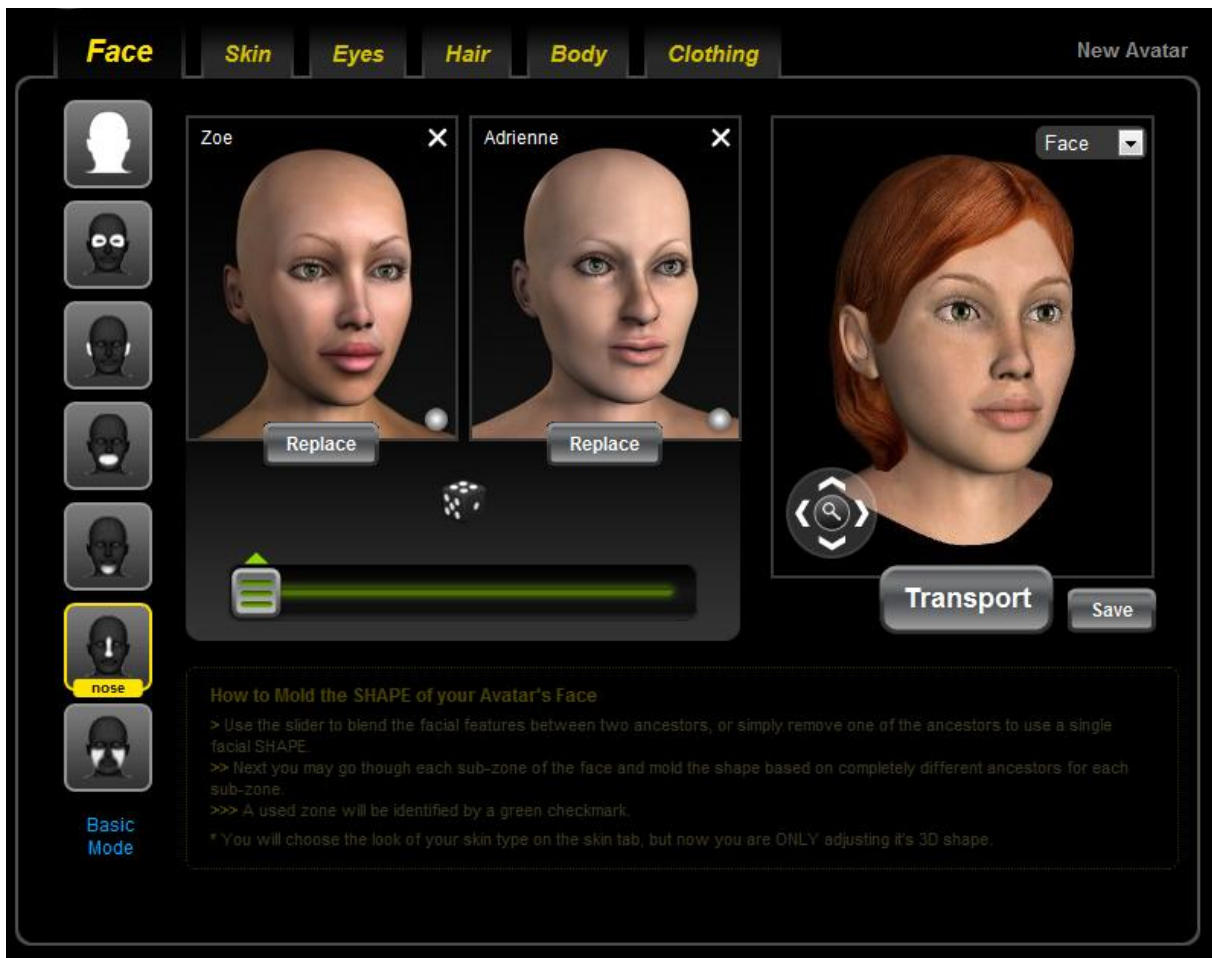 Face
Skin
Eyes
Hair
Body
Clothing
New Avatar
Zoe
Adrienne
Face
Replace
Replace
Transport
Save
nose
How to Mold the SHAPE of your Avatar's Face
> Use the slider to blend the facial features between two ancestors, or simply remove one of the ancestors to use a single
facial SHAPE.
>> Next you may go though each sub-zone of the face and mold the shape based on completely different ancestors for each
sub-zone.
>>> A used zone will be identified by a green checkmark.
* You will choose the look of your skin type on the skin tab, but now you are ONLY adjusting it's 3D shape.
Basic
Mode